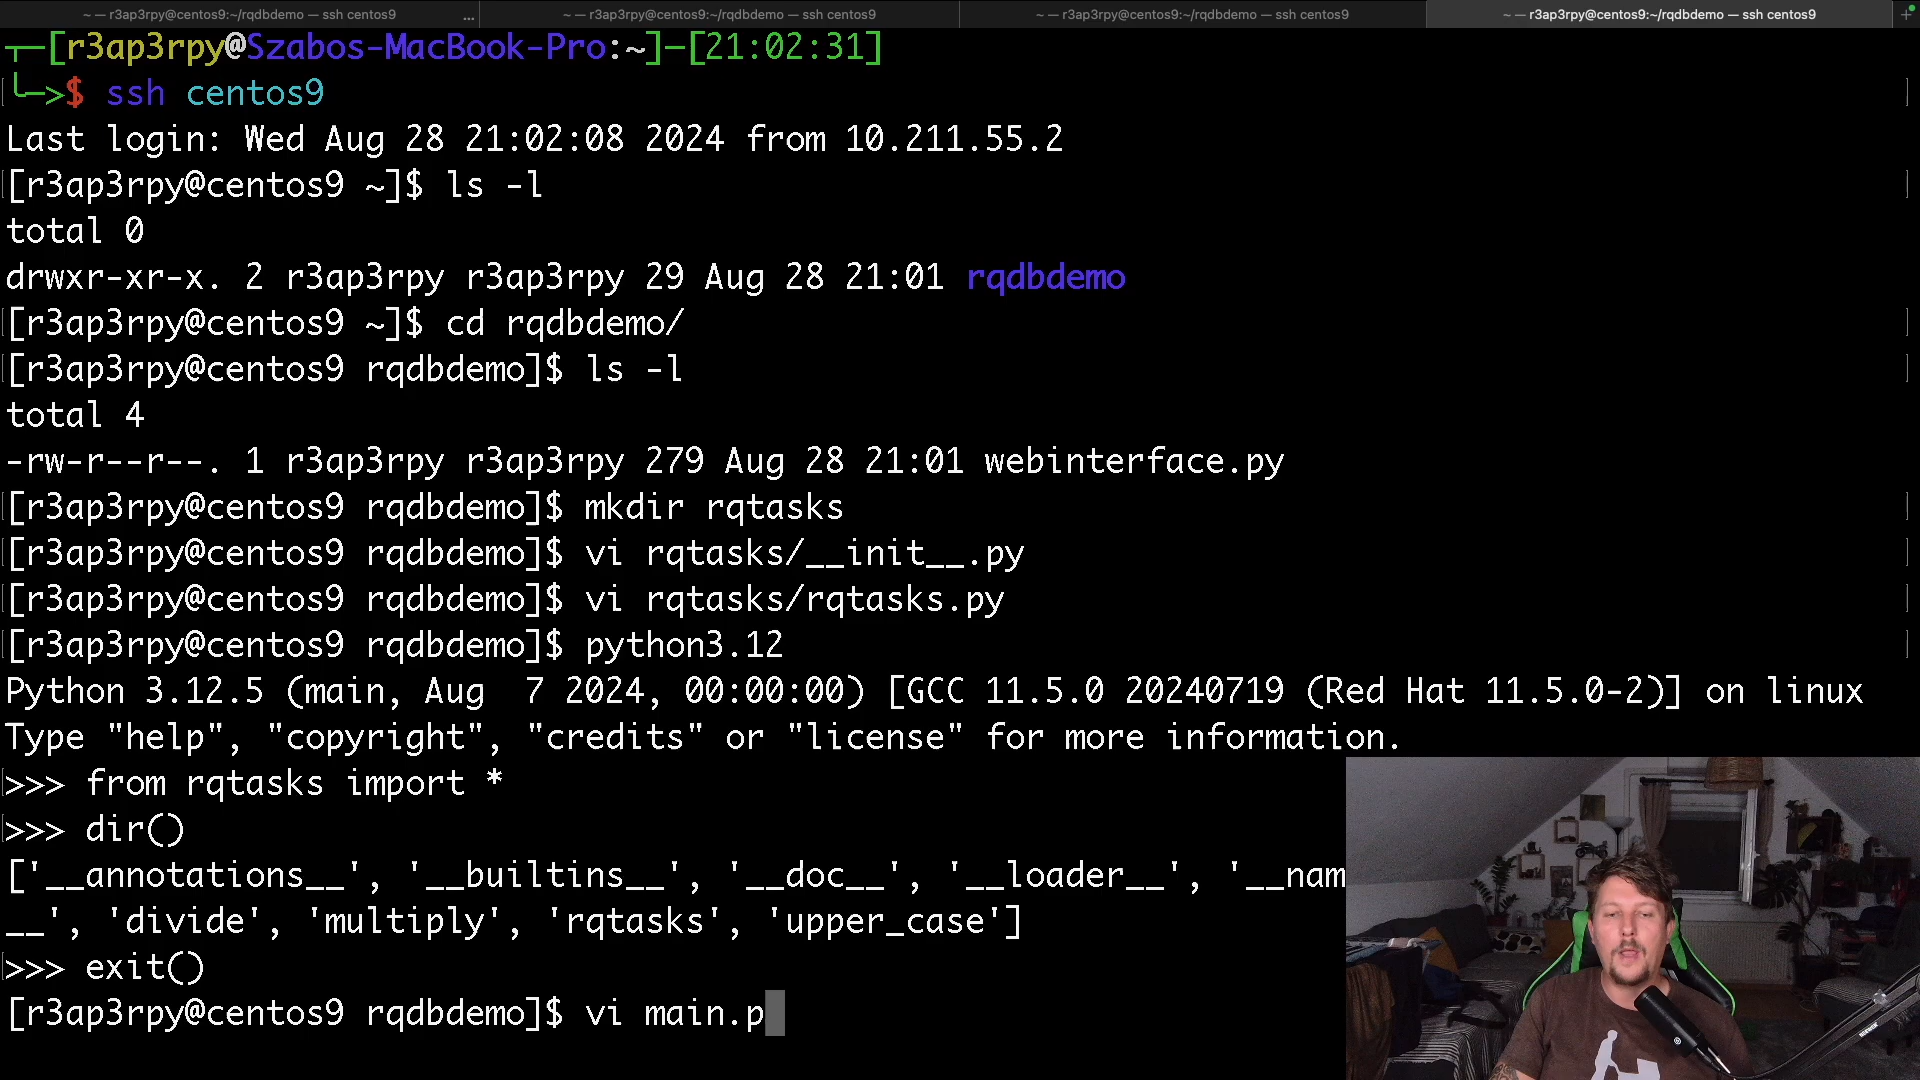 ~ — r3ap3rpy@centos9:~/rqdbdemo — ssh centos9 ... ~ — r3ap3rpy@centos9:~/rqdbdemo — ssh centos9 ~ — r3ap3rpy@centos9:~/rqdbdemo — ssh centos9 ~ — r3ap3rpy@centos9:~/rqdbdemo — ssh centos9 +
┬─[r3ap3rpy@Szabos-MacBook-Pro:~]─[21:02:31]
╰─>$ ssh centos9
Last login: Wed Aug 28 21:02:08 2024 from 10.211.55.2
[r3ap3rpy@centos9 ~]$ ls -l
total 0
drwxr-xr-x. 2 r3ap3rpy r3ap3rpy 29 Aug 28 21:01 rqdbdemo
[r3ap3rpy@centos9 ~]$ cd rqdbdemo/
[r3ap3rpy@centos9 rqdbdemo]$ ls -l
total 4
-rw-r--r--. 1 r3ap3rpy r3ap3rpy 279 Aug 28 21:01 webinterface.py
[r3ap3rpy@centos9 rqdbdemo]$ mkdir rqtasks
[r3ap3rpy@centos9 rqdbdemo]$ vi rqtasks/__init__.py
[r3ap3rpy@centos9 rqdbdemo]$ vi rqtasks/rqtasks.py
[r3ap3rpy@centos9 rqdbdemo]$ python3.12
Python 3.12.5 (main, Aug  7 2024, 00:00:00) [GCC 11.5.0 20240719 (Red Hat 11.5.0-2)] on linux
Type "help", "copyright", "credits" or "license" for more information.
>>> from rqtasks import *
>>> dir()
['__annotations__', '__builtins__', '__doc__', '__loader__', '__nam
__', 'divide', 'multiply', 'rqtasks', 'upper_case']
>>> exit()
[r3ap3rpy@centos9 rqdbdemo]$ vi main.p